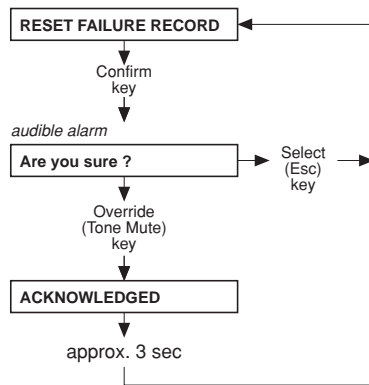 RESET FAILURE RECORD
Confirm
key
audible alarm
Are you sure ?
Select
(Esc)
key
Override
(Tone Mute)
key
ACKNOWLEDGED
approx. 3 sec